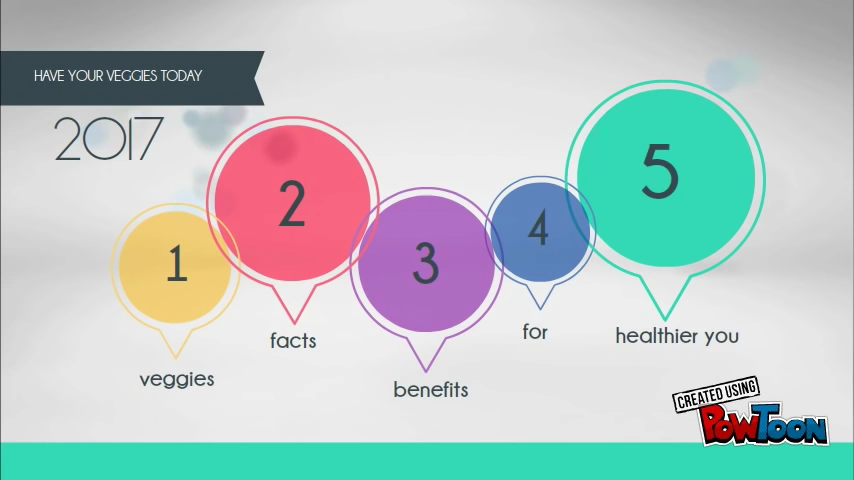 HAVE YOUR VEGGIES TODAY
2017
1
veggies
2
facts
3
benefits
4
for
5
healthier you
CREATED USING
POWTOON